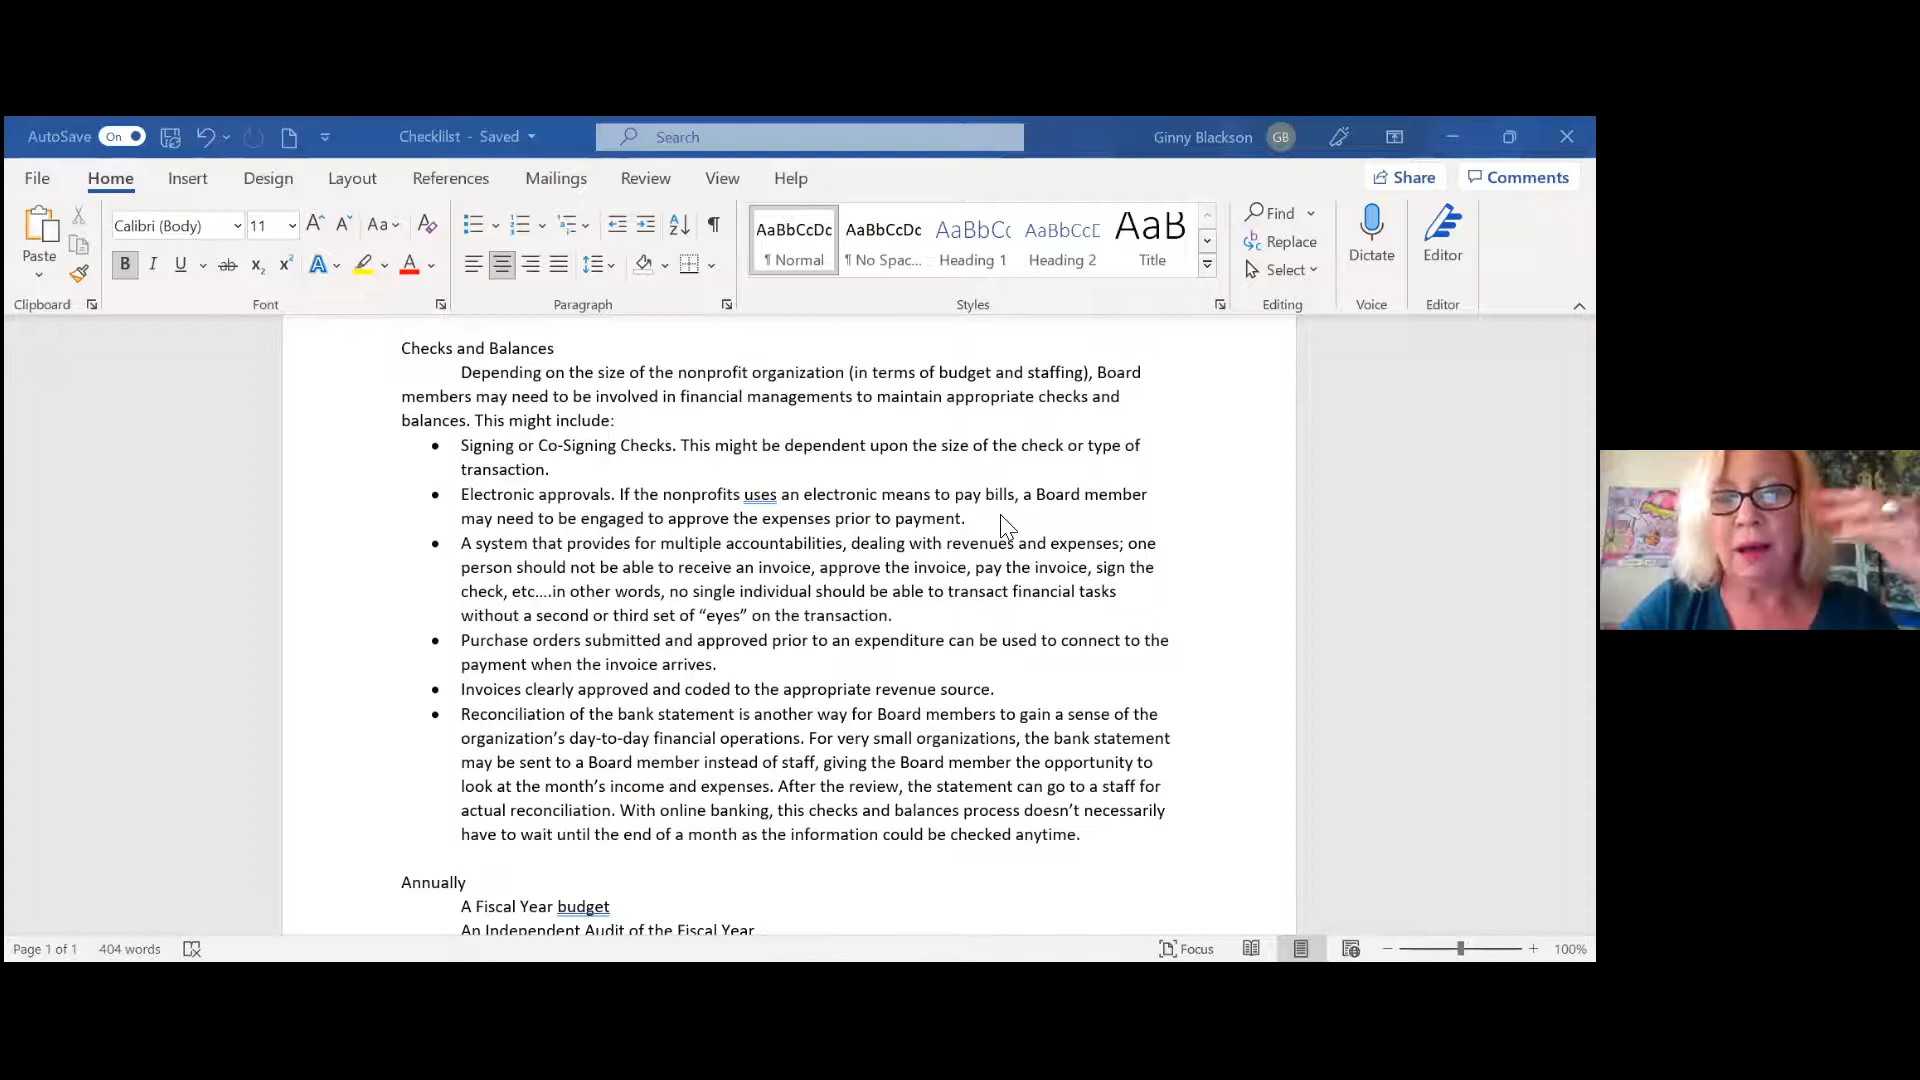 AutoSave On Checklilst - Saved Search Ginny Blackson GB
File Home Insert Design Layout References Mailings Review View Help Share Comments
Paste Calibri (Body) 11 Aa Find Replace Select Dictate Editor
AaBbCcDc AaBbCcDc AaBbCc AaBbCcE AaB
¶ Normal ¶ No Spac... Heading 1 Heading 2 Title
Clipboard Font Paragraph Styles Editing Voice Editor
Checks and Balances
Depending on the size of the nonprofit organization (in terms of budget and staffing), Board
members may need to be involved in financial managements to maintain appropriate checks and
balances. This might include:
• Signing or Co-Signing Checks. This might be dependent upon the size of the check or type of
transaction.
• Electronic approvals. If the nonprofits uses an electronic means to pay bills, a Board member
may need to be engaged to approve the expenses prior to payment.
• A system that provides for multiple accountabilities, dealing with revenues and expenses; one
person should not be able to receive an invoice, approve the invoice, pay the invoice, sign the
check, etc....in other words, no single individual should be able to transact financial tasks
without a second or third set of “eyes” on the transaction.
• Purchase orders submitted and approved prior to an expenditure can be used to connect to the
payment when the invoice arrives.
• Invoices clearly approved and coded to the appropriate revenue source.
• Reconciliation of the bank statement is another way for Board members to gain a sense of the
organization’s day-to-day financial operations. For very small organizations, the bank statement
may be sent to a Board member instead of staff, giving the Board member the opportunity to
look at the month’s income and expenses. After the review, the statement can go to a staff for
actual reconciliation. With online banking, this checks and balances process doesn’t necessarily
have to wait until the end of a month as the information could be checked anytime.
Annually
A Fiscal Year budget
An Independent Audit of the Fiscal Year
Page 1 of 1 404 words Focus 100%